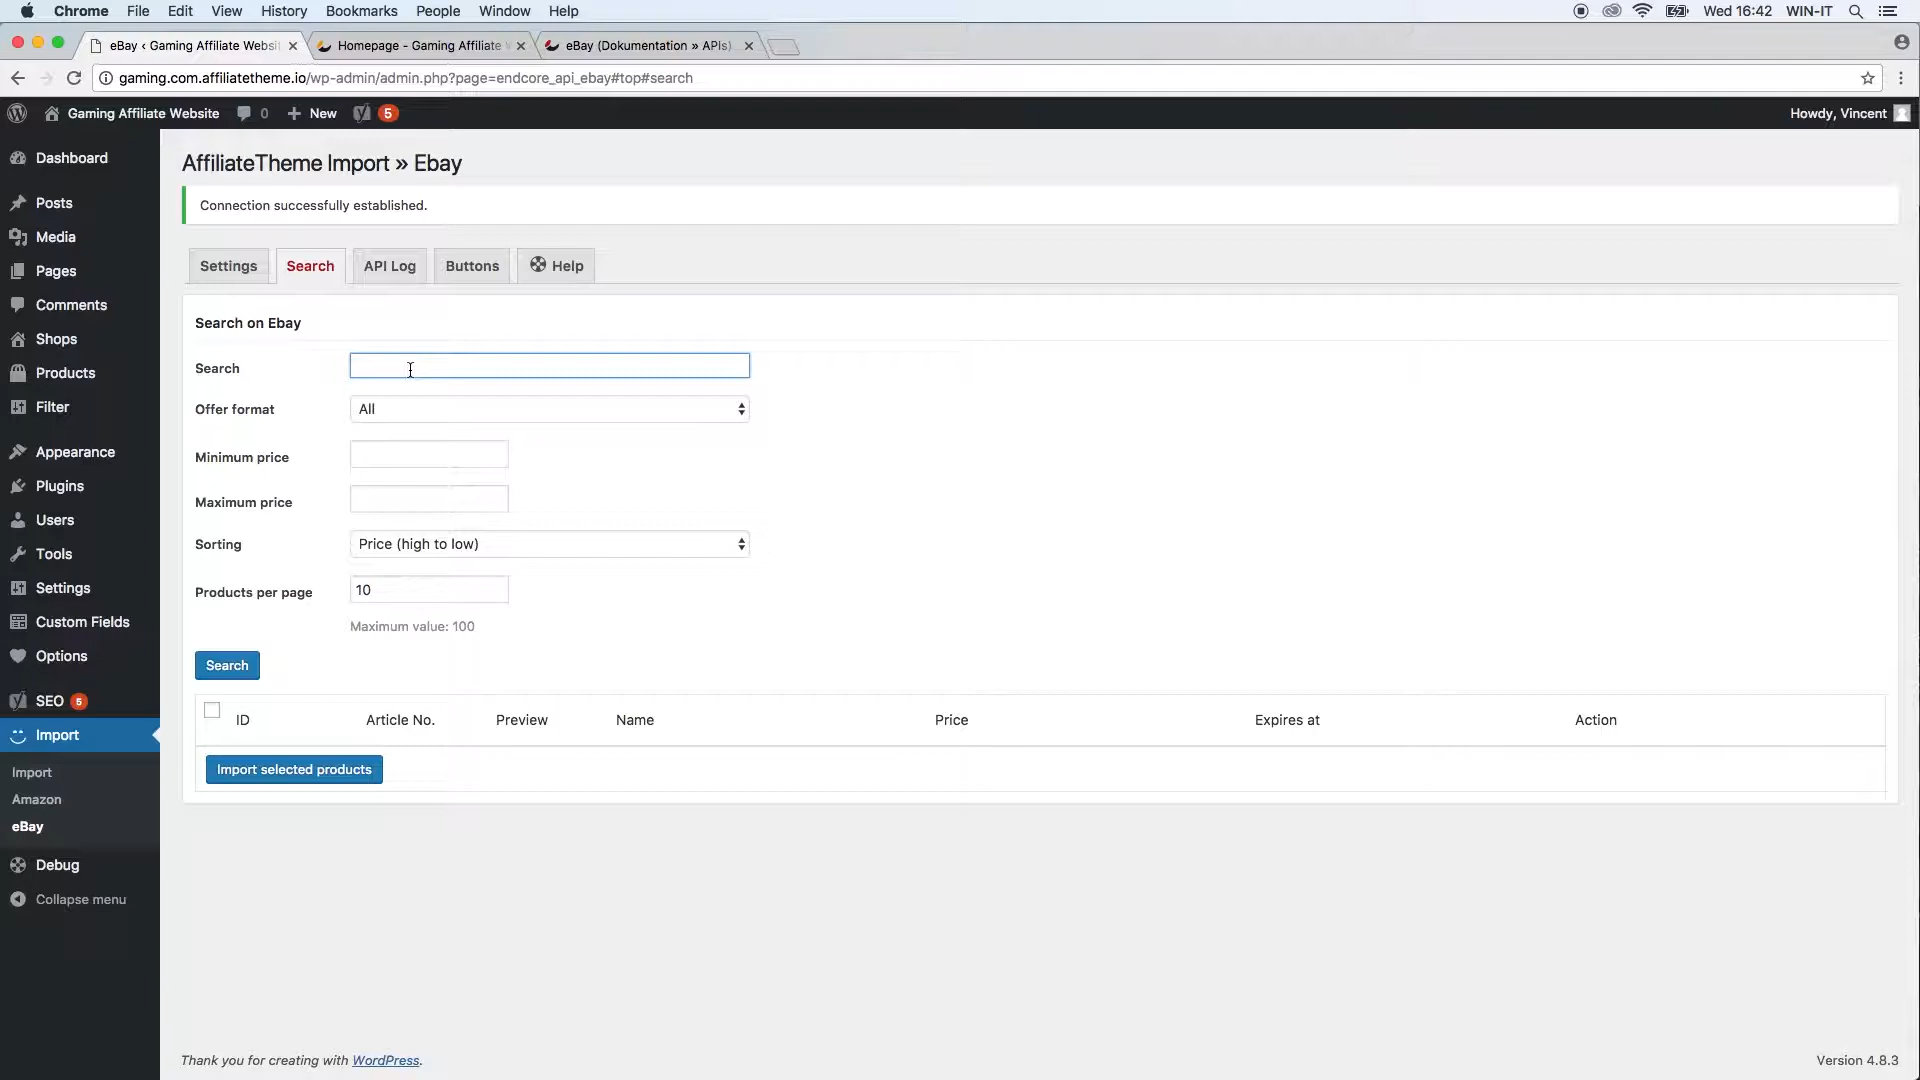 Chrome File Edit View History Bookmarks People Window Help Wed 16:42 WIN-IT
eBay ‹ Gaming Affiliate Websi Homepage - Gaming Affiliate W eBay (Dokumentation » APIs)
gaming.com.affiliatetheme.io/wp-admin/admin.php?page=endcore_api_ebay#top#search
Gaming Affiliate Website 0 New 5 Howdy, Vincent
Dashboard
Posts
Media
Pages
Comments
Shops
Products
Filter
Appearance
Plugins
Users
Tools
Settings
Custom Fields
Options
SEO 5
Import
Import
Amazon
eBay
Debug
Collapse menu
AffiliateTheme Import » Ebay
Connection successfully established.
Settings Search API Log Buttons Help
Search on Ebay
Search
Offer format All
Minimum price
Maximum price
Sorting Price (high to low)
Products per page 10
Maximum value: 100
Search
ID Article No. Preview Name Price Expires at Action
Import selected products
Thank you for creating with WordPress. Version 4.8.3